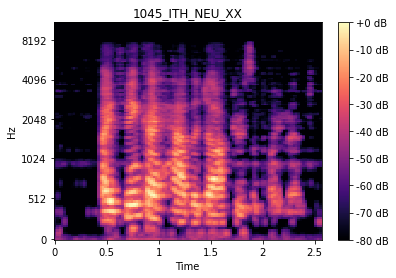 1045_ITH_NEU_XX
+0 dB
8192
-10 dB
4096
-20 dB
-30 dB
2048
Hz
-40 dB
1024
-50 dB
512
-60 dB
-70 dB
0
-80 dB
0 0.5 1 1.5 2 2.5
Time